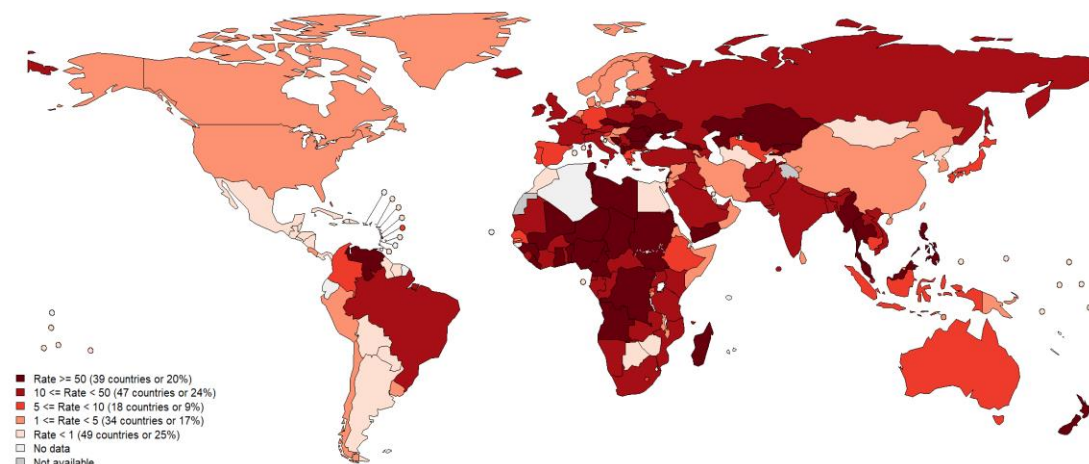 Rate >= 50 (39 countries or 20%)
10 <= Rate < 50 (47 countries or 24%)
5 <= Rate < 10 (18 countries or 9%)
1 <= Rate < 5 (34 countries or 17%)
Rate < 1 (49 countries or 25%)
No data
Not available